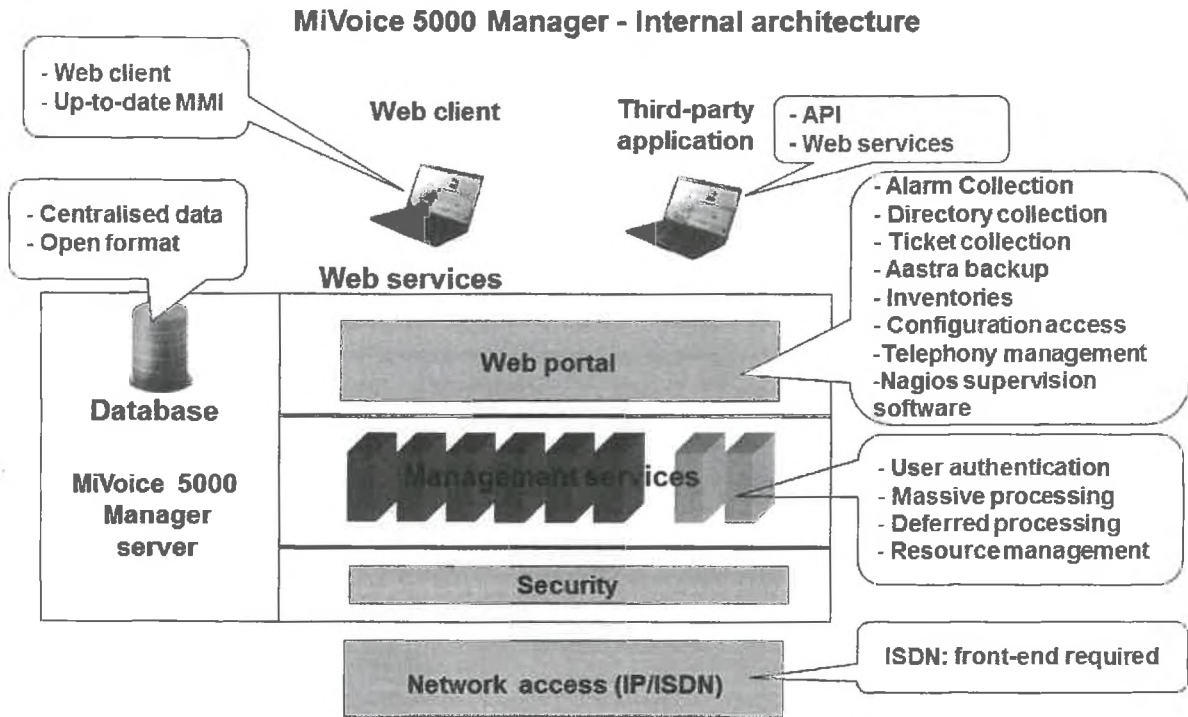 MiVoice 5000 Manager - Internal architecture
- Web client
- Up-to-date MMI
Web client
Third-party
application
- API
- Web services
- Centralised data
- Open format
- Alarm Collection
- Directory collection
- Ticket collection
- Aastra backup
- Inventories
- Configuration access
-Telephony management
-Nagios supervision
software
Web services
Web portal
Database
MiVoice 5000
Manager
server
Management services
- User authentication
- Massive processing
- Deferred processing
- Resource management
Security
Network access (IP/ISDN)
ISDN: front-end required